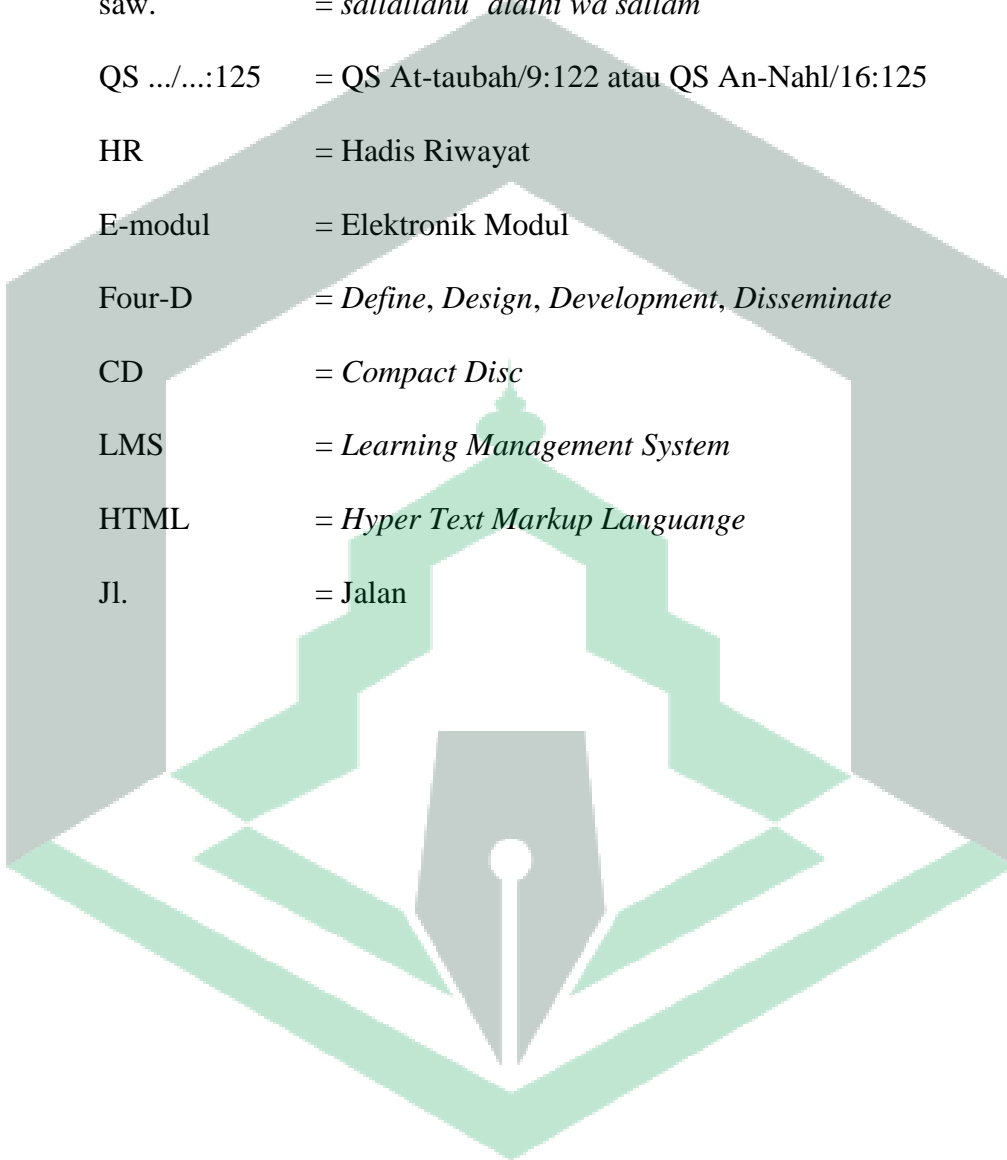 saw. = sallallahu 'alaihi wa sallam
QS .../...:125 = QS At-taubah/9:122 atau QS An-Nahl/16:125
HR = Hadis Riwayat
E-modul = Elektronik Modul
Four-D = Define, Design, Development, Disseminate
CD = Compact Disc
LMS = Learning Management System
HTML = Hyper Text Markup Languange
Jl. = Jalan